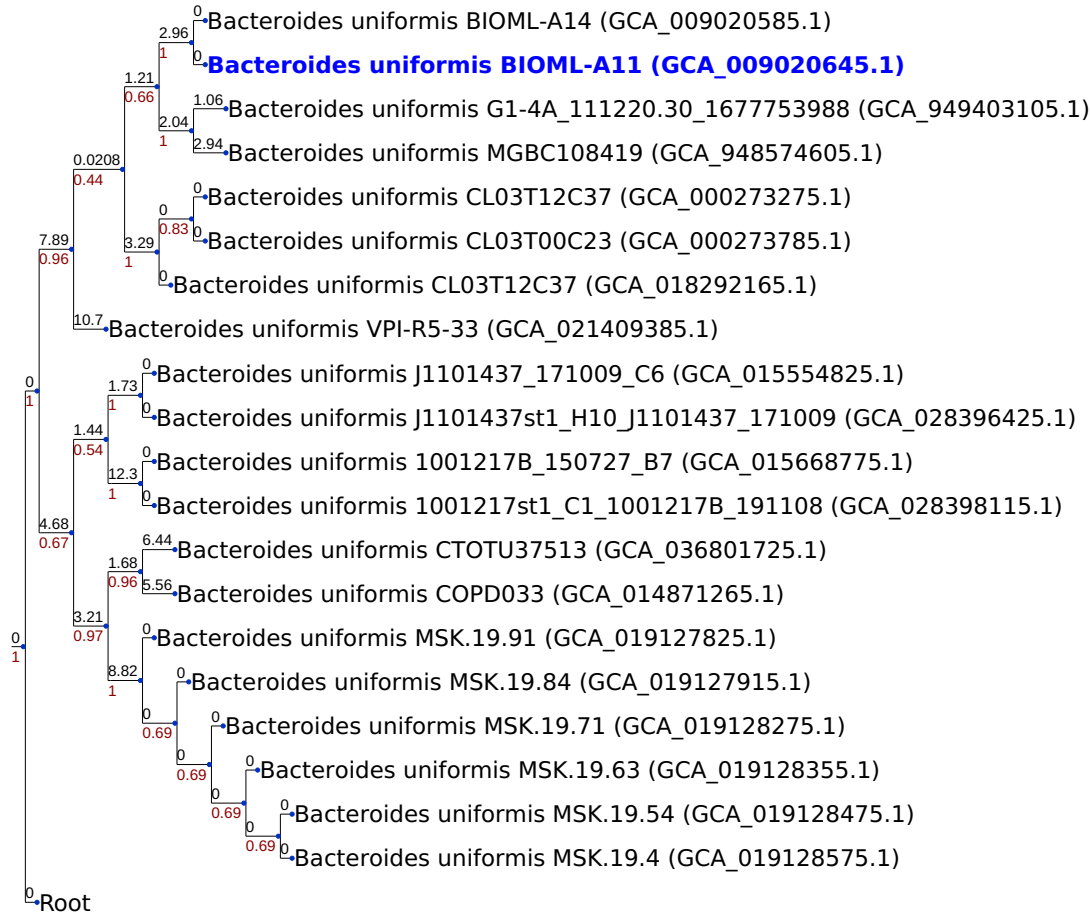 0
Bacteroides uniformis BIOML-A14 (GCA_009020585.1)
2.96
1
0
Bacteroides uniformis BIOML-A11 (GCA_009020645.1)
1.21
0.66
1.06
Bacteroides uniformis G1-4A_111220.30_1677753988 (GCA_949403105.1)
2.04
1
2.94
Bacteroides uniformis MGBC108419 (GCA_948574605.1)
0.0208
0.44
0
Bacteroides uniformis CL03T12C37 (GCA_000273275.1)
0
0.83
0
Bacteroides uniformis CL03T00C23 (GCA_000273785.1)
7.89
0.96
3.29
1
0
Bacteroides uniformis CL03T12C37 (GCA_018292165.1)
10.7
Bacteroides uniformis VPI-R5-33 (GCA_021409385.1)
0
1
0
Bacteroides uniformis J1101437_171009_C6 (GCA_015554825.1)
1.73
1
0
Bacteroides uniformis J1101437st1_H10_J1101437_171009 (GCA_028396425.1)
1.44
0.54
0
Bacteroides uniformis 1001217B_150727_B7 (GCA_015668775.1)
12.3
1
0
Bacteroides uniformis 1001217st1_C1_1001217B_191108 (GCA_028398115.1)
4.68
0.67
6.44
Bacteroides uniformis CTOTU37513 (GCA_036801725.1)
1.68
0.96
5.56
Bacteroides uniformis COPD033 (GCA_014871265.1)
3.21
0.97
0
Bacteroides uniformis MSK.19.91 (GCA_019127825.1)
0
1
8.82
1
0
Bacteroides uniformis MSK.19.84 (GCA_019127915.1)
0
0.69
0
Bacteroides uniformis MSK.19.71 (GCA_019128275.1)
0
0.69
0
Bacteroides uniformis MSK.19.63 (GCA_019128355.1)
0
0.69
0
Bacteroides uniformis MSK.19.54 (GCA_019128475.1)
0
0.69
0
Bacteroides uniformis MSK.19.4 (GCA_019128575.1)
0
Root